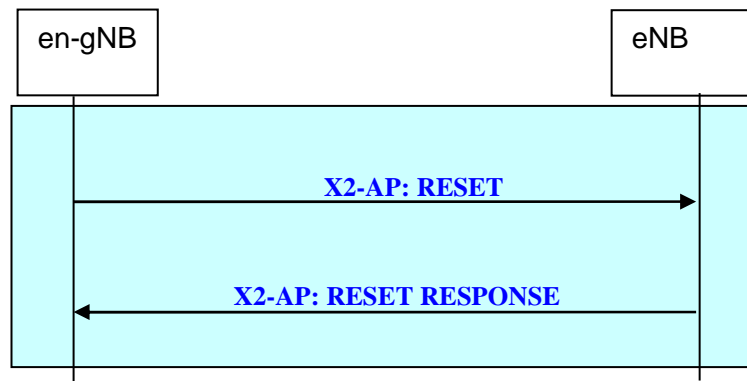 en-gNB
eNB
X2-AP: RESET
X2-AP: RESET RESPONSE